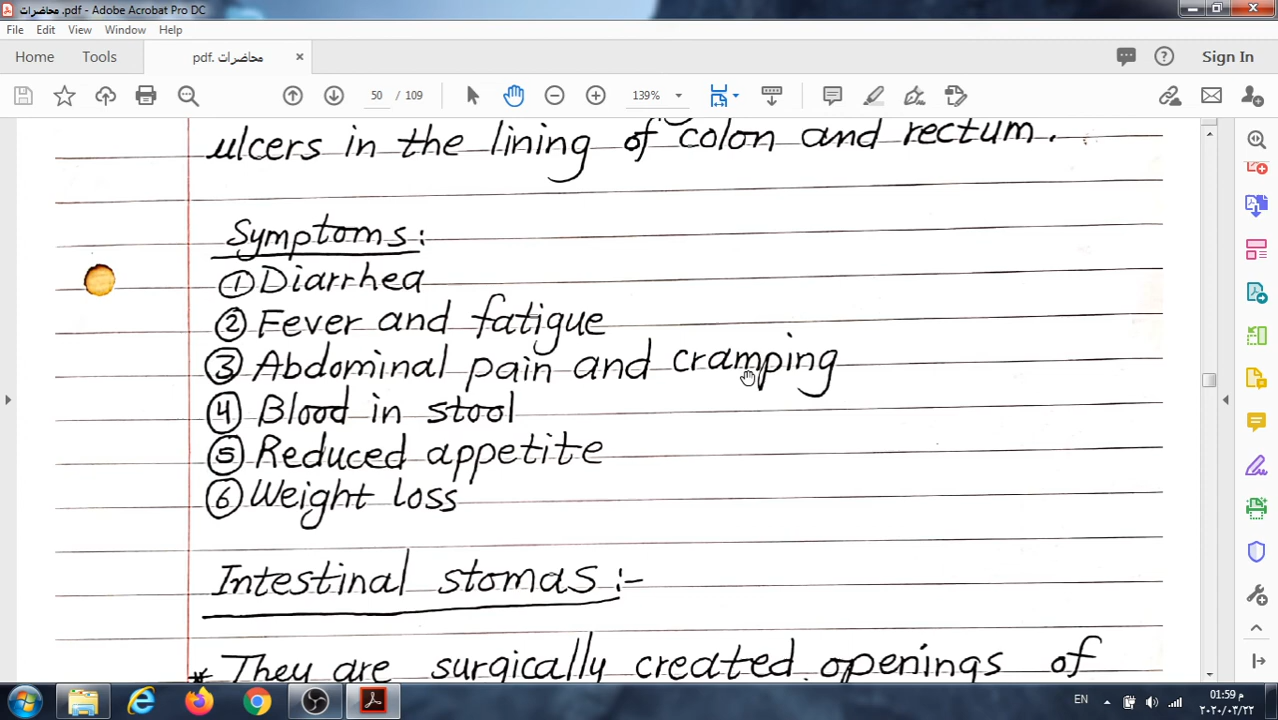 محاضرات .pdf - Adobe Acrobat Pro DC
File Edit View Window Help
Home Tools محاضرات .pdf × Sign In
50 / 109 139%
ulcers in the lining of colon and rectum.
Symptoms:
① Diarrhea
② Fever and fatigue
③ Abdominal pain and cramping
④ Blood in stool
⑤ Reduced appetite
⑥ Weight loss
Intestinal stomas :-
* They are surgically created openings of
EN م 01:59
٢٠٢٠/٠٣/٢٢